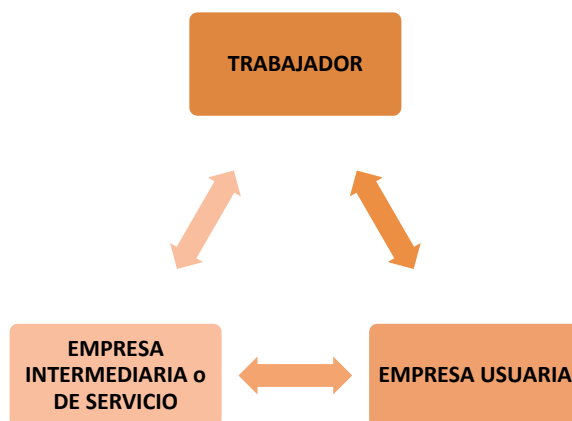 TRABAJADOR
EMPRESA
INTERMEDIARIA o
DE SERVICIO
EMPRESA USUARIA